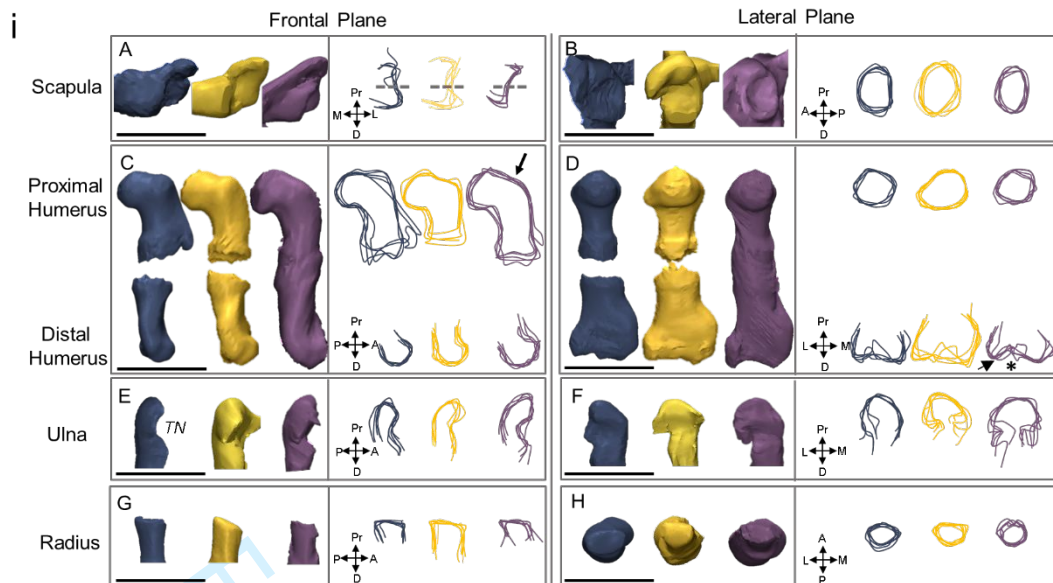 i
Frontal Plane
Lateral Plane
Scapula
A
Pr
M
L
D
B
Pr
A
P
D
Proximal
Humerus
C
D
Distal
Humerus
Pr
P
A
D
Pr
L
M
D
*
Ulna
E
TN
Pr
P
A
D
F
Pr
L
M
D
Radius
G
Pr
P
A
D
H
A
L
M
P